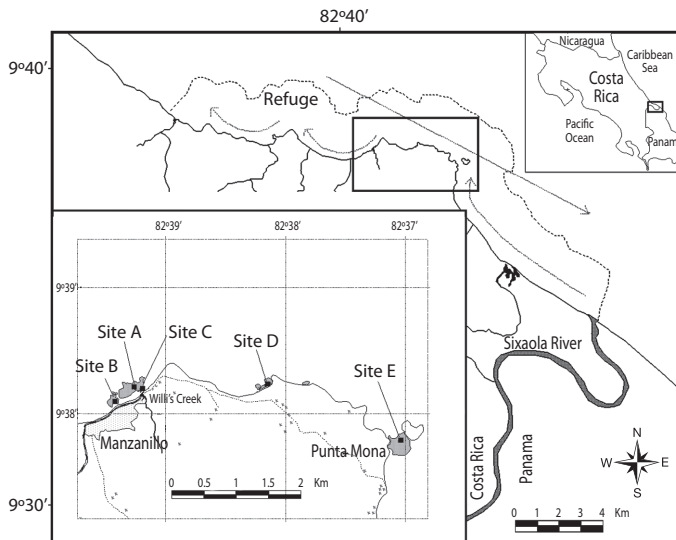 82º40′
9º40′
Nicaragua
Caribbean
Sea
Costa
Rica
Pacific
Ocean
Panam
Refuge
82º39
82º38
82º37
9º39
9º38
Site A
Site C
Site B
Site D
Site E
Willi's Creek
Manzanillo
Punta Mona
0 0.5 1 1.5 2 Km
Sixaola River
Costa Rica
Panama
N
W
E
S
9º30′
0 1 2 3 4 Km